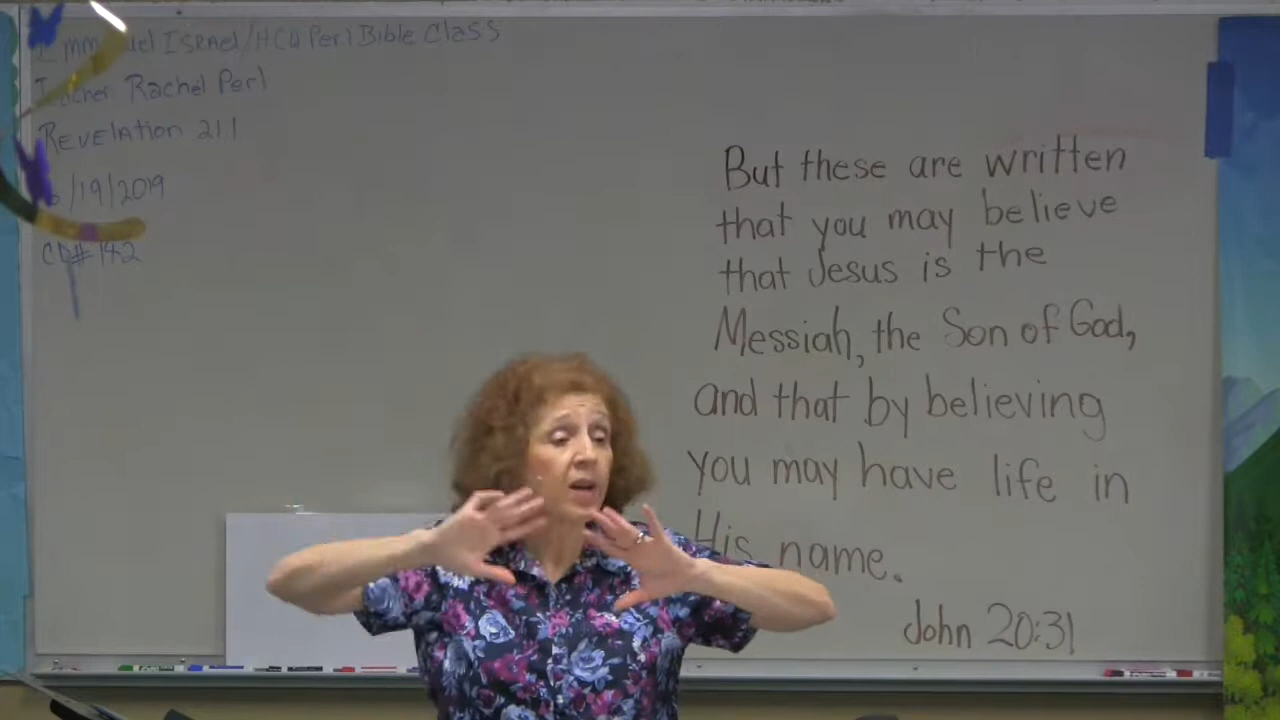 Israel/HCQ Perl Bible Class
Rachel Perl
Revelation 21:1
/19/2019
CD# 142
But these are written
that you may believe
that Jesus is the
Messiah, the Son of God,
and that by believing
you may have life in
His name.
John 20:31